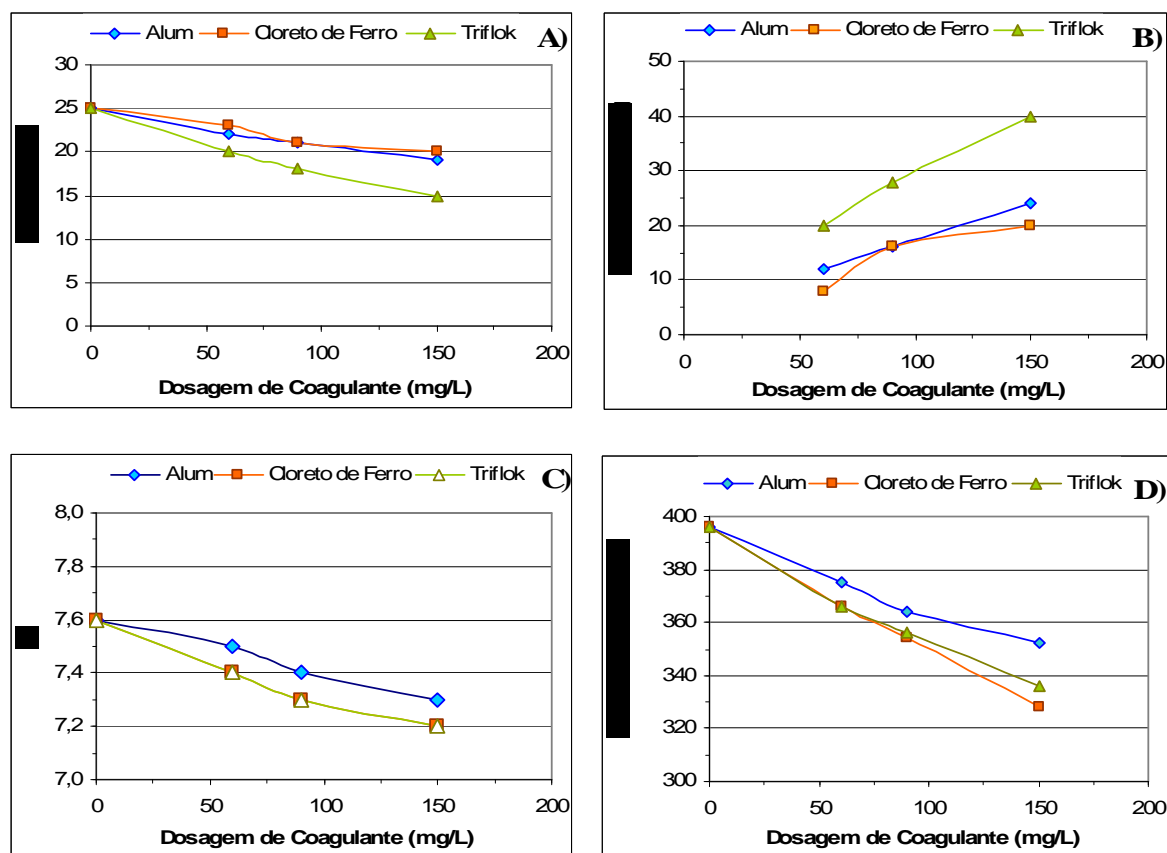 Alum Cloreto de Ferro Triflok A)
30
25
20
15
10
5
0
0 50 100 150 200
Dosagem de Coagulante (mg/L)
Alum Cloreto de Ferro Triflok B)
50
40
30
20
10
0
0 50 100 150 200
Dosagem de Coagulante (mg/L)
Alum Cloreto de Ferro Triflok C)
8,0
7,8
7,6
7,4
7,2
7,0
0 50 100 150 200
Dosagem de Coagulante (mg/L)
Alum Cloreto de Ferro Triflok D)
400
380
360
340
320
300
0 50 100 150 200
Dosagem de Coagulante (mg/L)